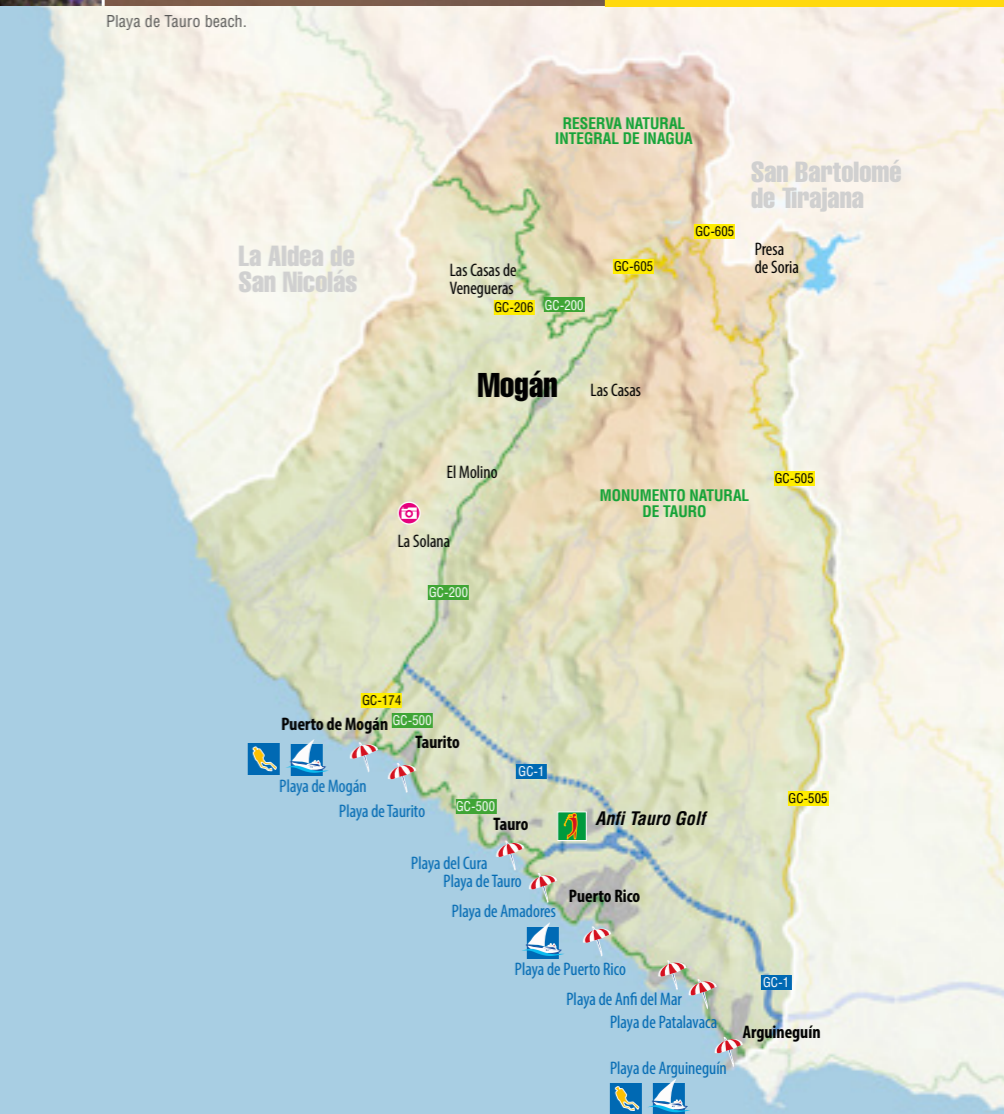 Playa de Tauro beach.
RESERVA NATURAL
INTEGRAL DE INAGUA
San Bartolomé
de Tirajana
GC-605
Presa
de Soria
La Aldea de
San Nicolás
GC-605
Las Casas de
Venegueras
GC-206
GC-200
Mogán
Las Casas
El Molino
GC-505
MONUMENTO NATURAL
DE TAURO
La Solana
GC-200
GC-174
Puerto de Mogán
GC-500
Taurito
GC-1
Playa de Mogán
GC-505
Playa de Taurito
GC-500
Anfi Tauro Golf
Tauro
Playa del Cura
Playa de Tauro
Puerto Rico
Playa de Amadores
Playa de Puerto Rico
GC-1
Playa de Anfi del Mar
Playa de Patalavaca
Arguineguín
Playa de Arguineguín